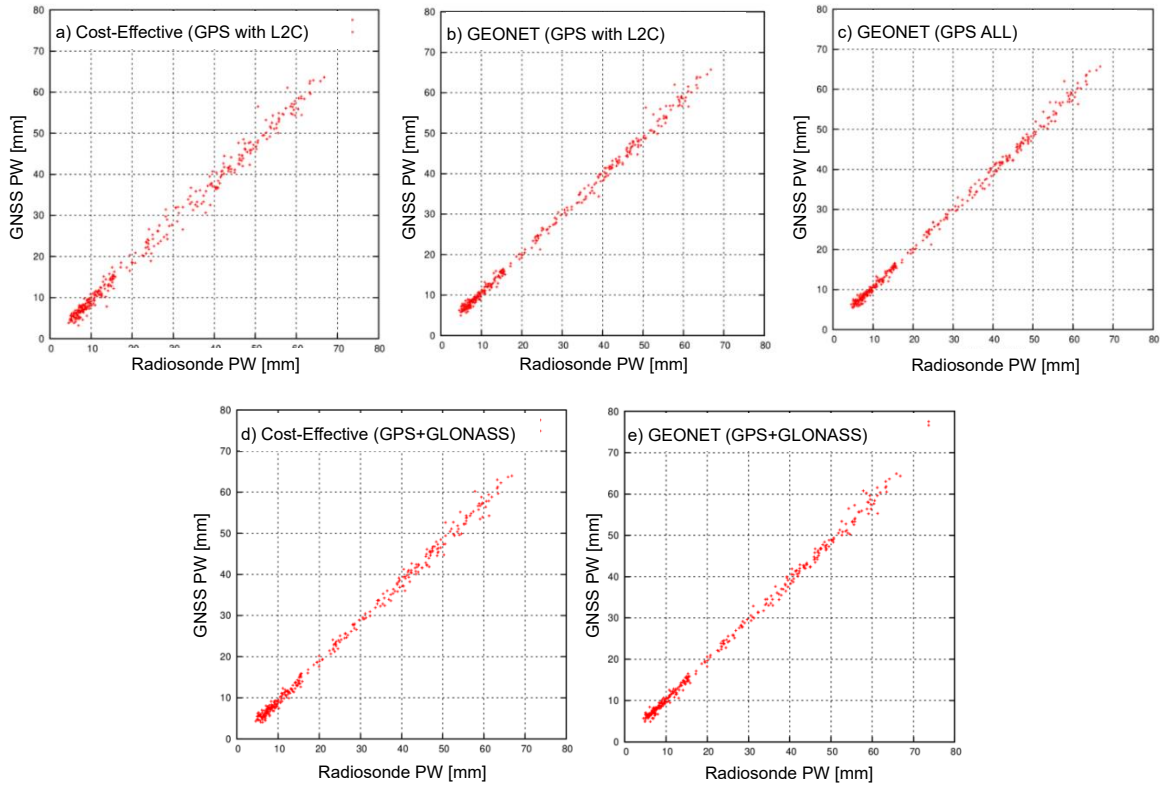 a) Cost-Effective (GPS with L2C)
80
70
60
50
40
30
20
10
0
GNSS PW [mm]
0 10 20 30 40 50 60 70 80
Radiosonde PW [mm]
b) GEONET (GPS with L2C)
80
70
60
50
40
30
20
10
0
GNSS PW [mm]
0 10 20 30 40 50 60 70 80
Radiosonde PW [mm]
c) GEONET (GPS ALL)
80
70
60
50
40
30
20
10
0
GNSS PW [mm]
0 10 20 30 40 50 60 70 80
Radiosonde PW [mm]
d) Cost-Effective (GPS+GLONASS)
80
70
60
50
40
30
20
10
0
GNSS PW [mm]
0 10 20 30 40 50 60 70 80
Radiosonde PW [mm]
e) GEONET (GPS+GLONASS)
80
70
60
50
40
30
20
10
0
GNSS PW [mm]
0 10 20 30 40 50 60 70 80
Radiosonde PW [mm]